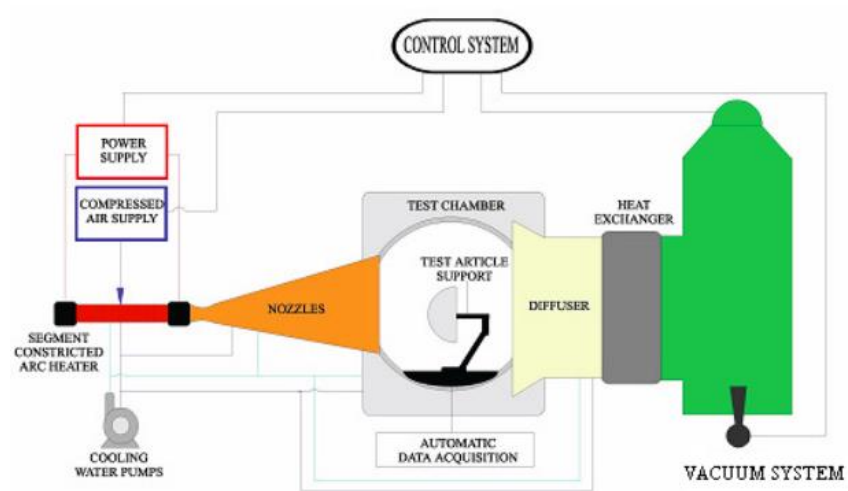 CONTROL SYSTEM
POWER
SUPPLY
COMPRESSED
AIR SUPPLY
TEST CHAMBER
HEAT
EXCHANGER
TEST ARTICLE
SUPPORT
NOZZLES
DIFFUSER
SEGMENT
CONSTRICTED
ARC HEATER
COOLING
WATER PUMPS
AUTOMATIC
DATA ACQUISITION
VACUUM SYSTEM